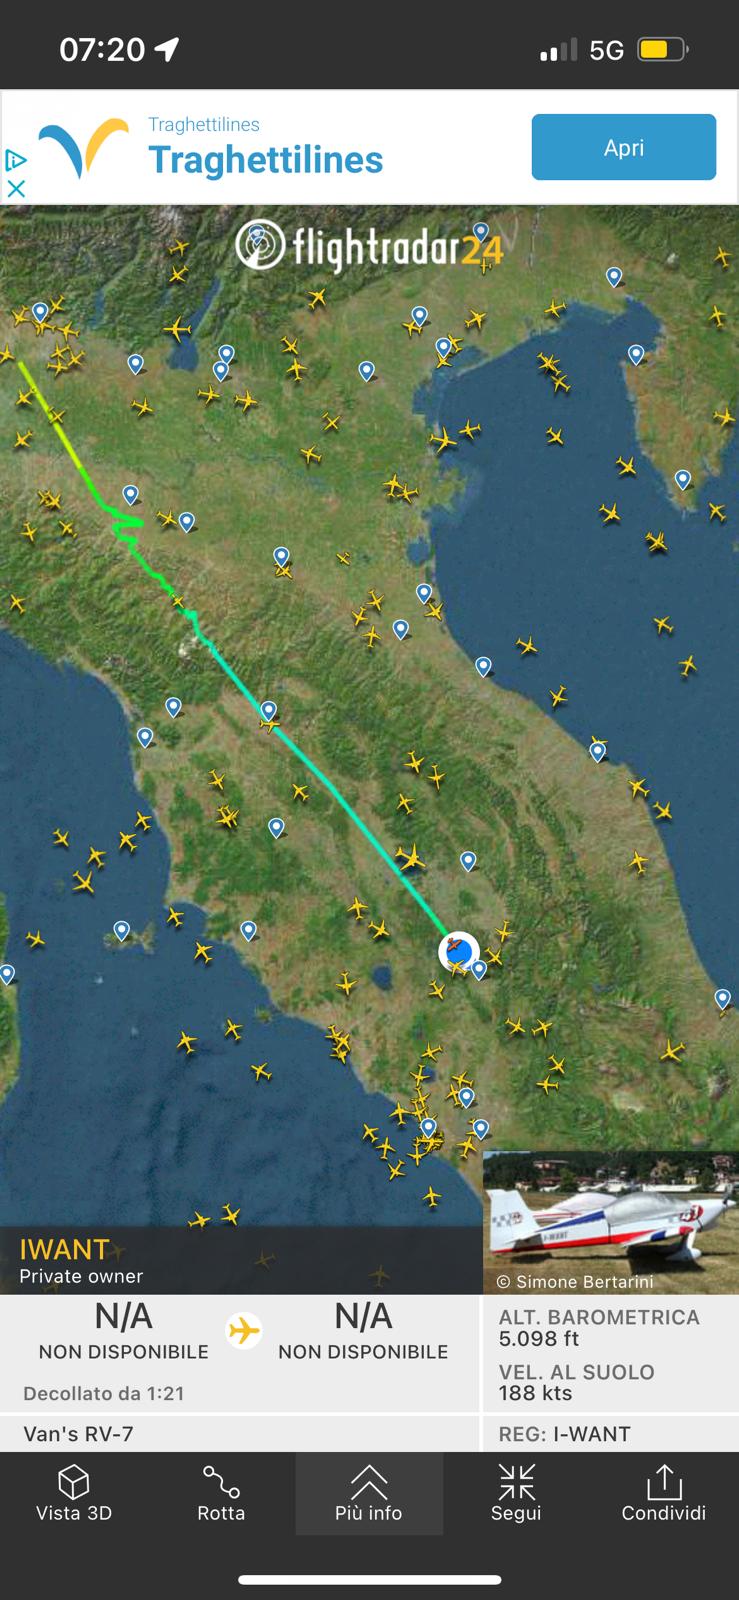 07:20
5G
Traghettilines
Traghettilines
Apri
flightradar24
IWANT
Private owner
I-WANT
© Simone Bertarini
N/A
NON DISPONIBILE
N/A
NON DISPONIBILE
Decollato da 1:21
ALT. BAROMETRICA
5.098 ft
VEL. AL SUOLO
188 kts
Van's RV-7
REG: I-WANT
Vista 3D
Rotta
Più info
Segui
Condividi